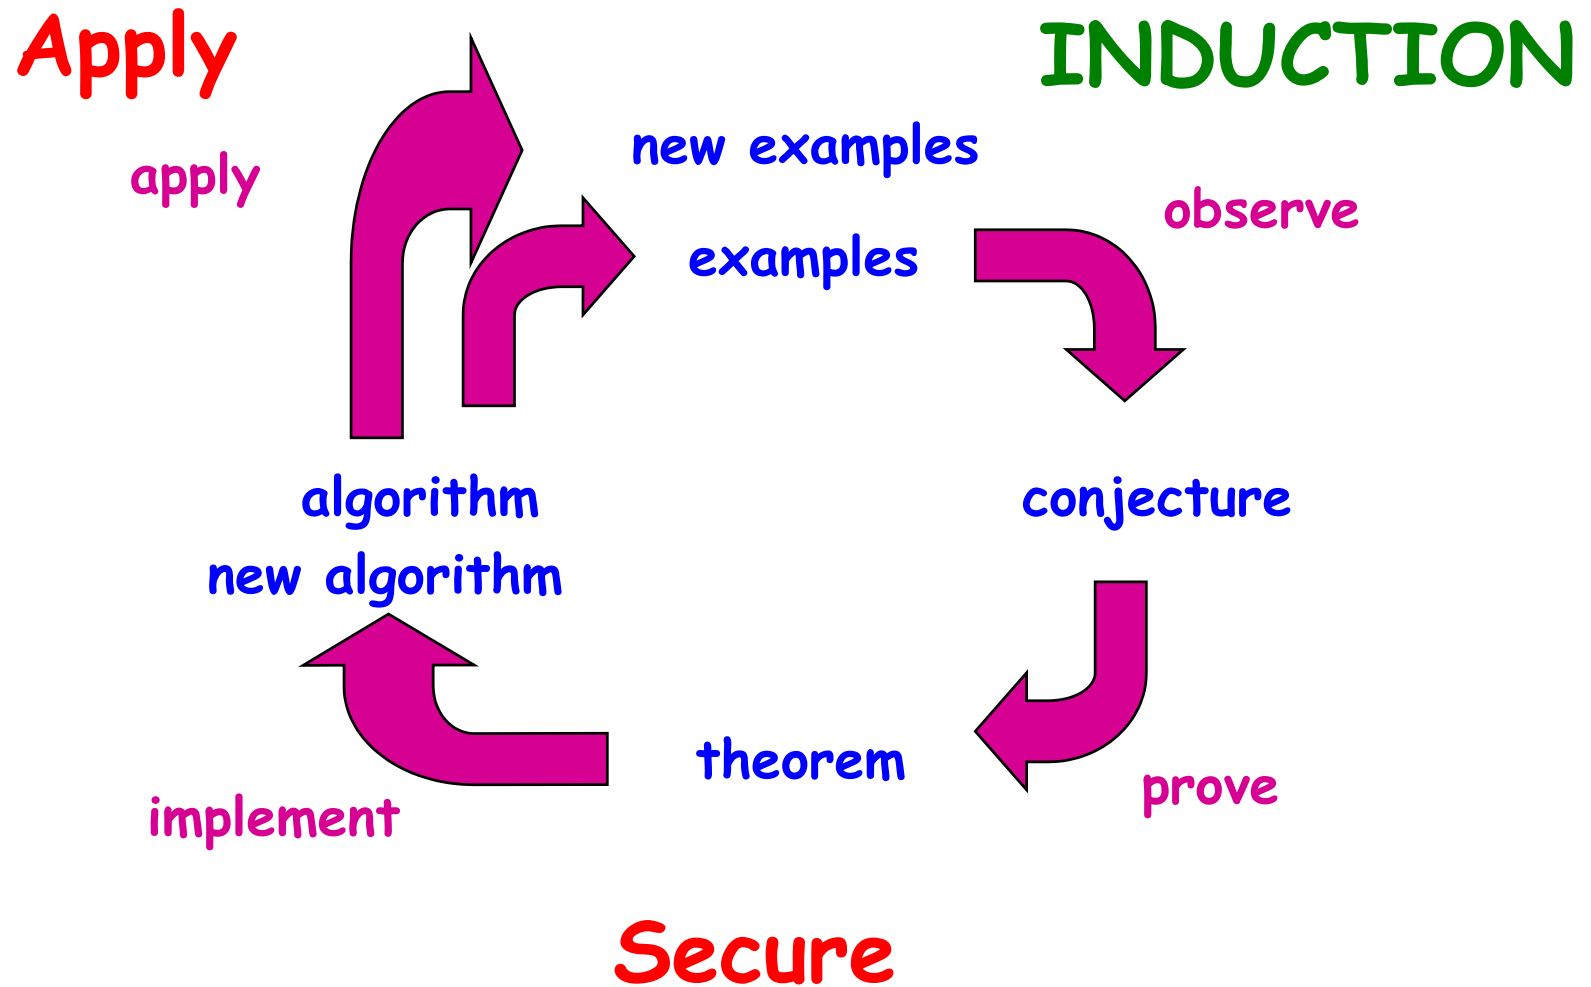 Apply
INDUCTION
new examples
apply
observe
examples
algorithm
conjecture
new algorithm
theorem
prove
implement
Secure